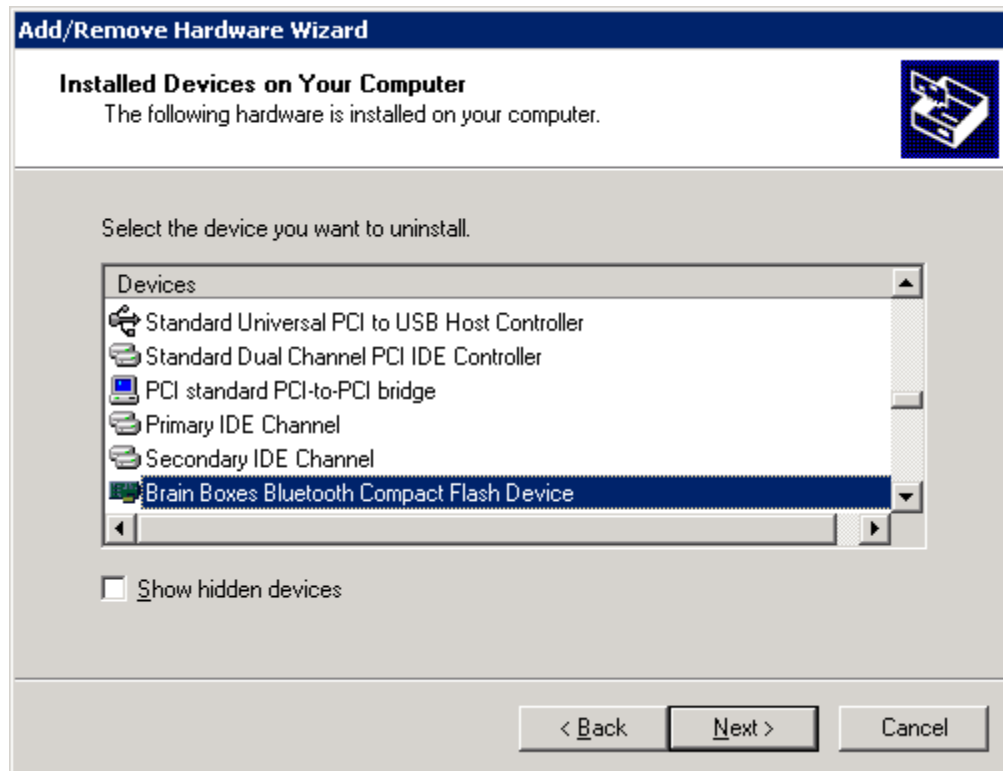 Add/Remove Hardware Wizard
Installed Devices on Your Computer
The following hardware is installed on your computer.
Select the device you want to uninstall.
Devices
Standard Universal PCI to USB Host Controller
Standard Dual Channel PCI IDE Controller
PCI standard PCI-to-PCI bridge
Primary IDE Channel
Secondary IDE Channel
Brain Boxes Bluetooth Compact Flash Device
Show hidden devices
< Back Next > Cancel